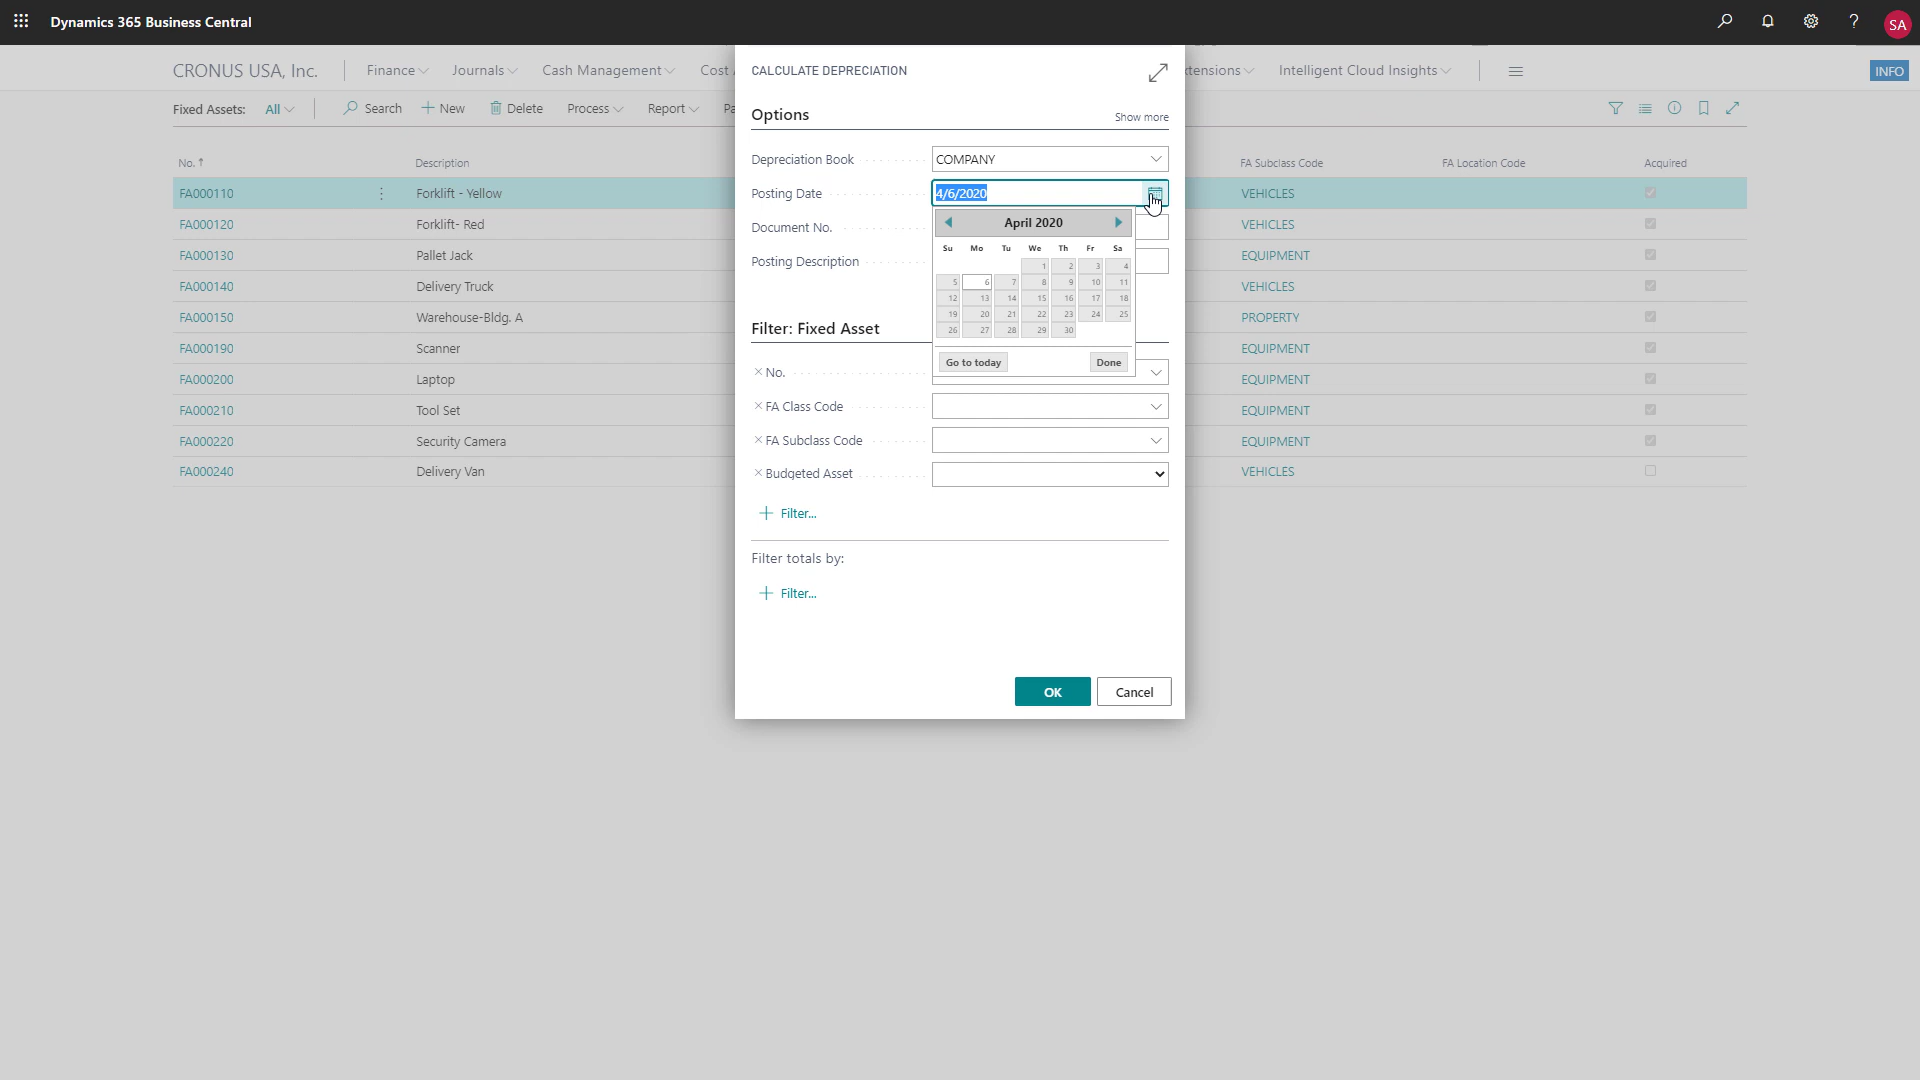 Dynamics 365 Business Central
?
SA
CRONUS USA, Inc.
Finance
Journals
Cash Management
Cost
tensions
Intelligent Cloud Insights
INFO
Fixed Assets:
All
Search
New
Delete
Process
Report
Pa
No. ↑
Description
FA Subclass Code
FA Location Code
Acquired
FA000110
Forklift - Yellow
VEHICLES
FA000120
Forklift- Red
VEHICLES
FA000130
Pallet Jack
EQUIPMENT
FA000140
Delivery Truck
VEHICLES
FA000150
Warehouse-Bldg. A
PROPERTY
FA000190
Scanner
EQUIPMENT
FA000200
Laptop
EQUIPMENT
FA000210
Tool Set
EQUIPMENT
FA000220
Security Camera
EQUIPMENT
FA000240
Delivery Van
VEHICLES
CALCULATE DEPRECIATION
Options
Show more
Depreciation Book
COMPANY
Posting Date
4/6/2020
Document No.
Posting Description
April 2020
Su Mo Tu We Th Fr Sa
1 2 3 4
5 6 7 8 9 10 11
12 13 14 15 16 17 18
19 20 21 22 23 24 25
26 27 28 29 30
Go to today
Done
Filter: Fixed Asset
× No.
× FA Class Code
× FA Subclass Code
× Budgeted Asset
+ Filter...
Filter totals by:
+ Filter...
OK
Cancel